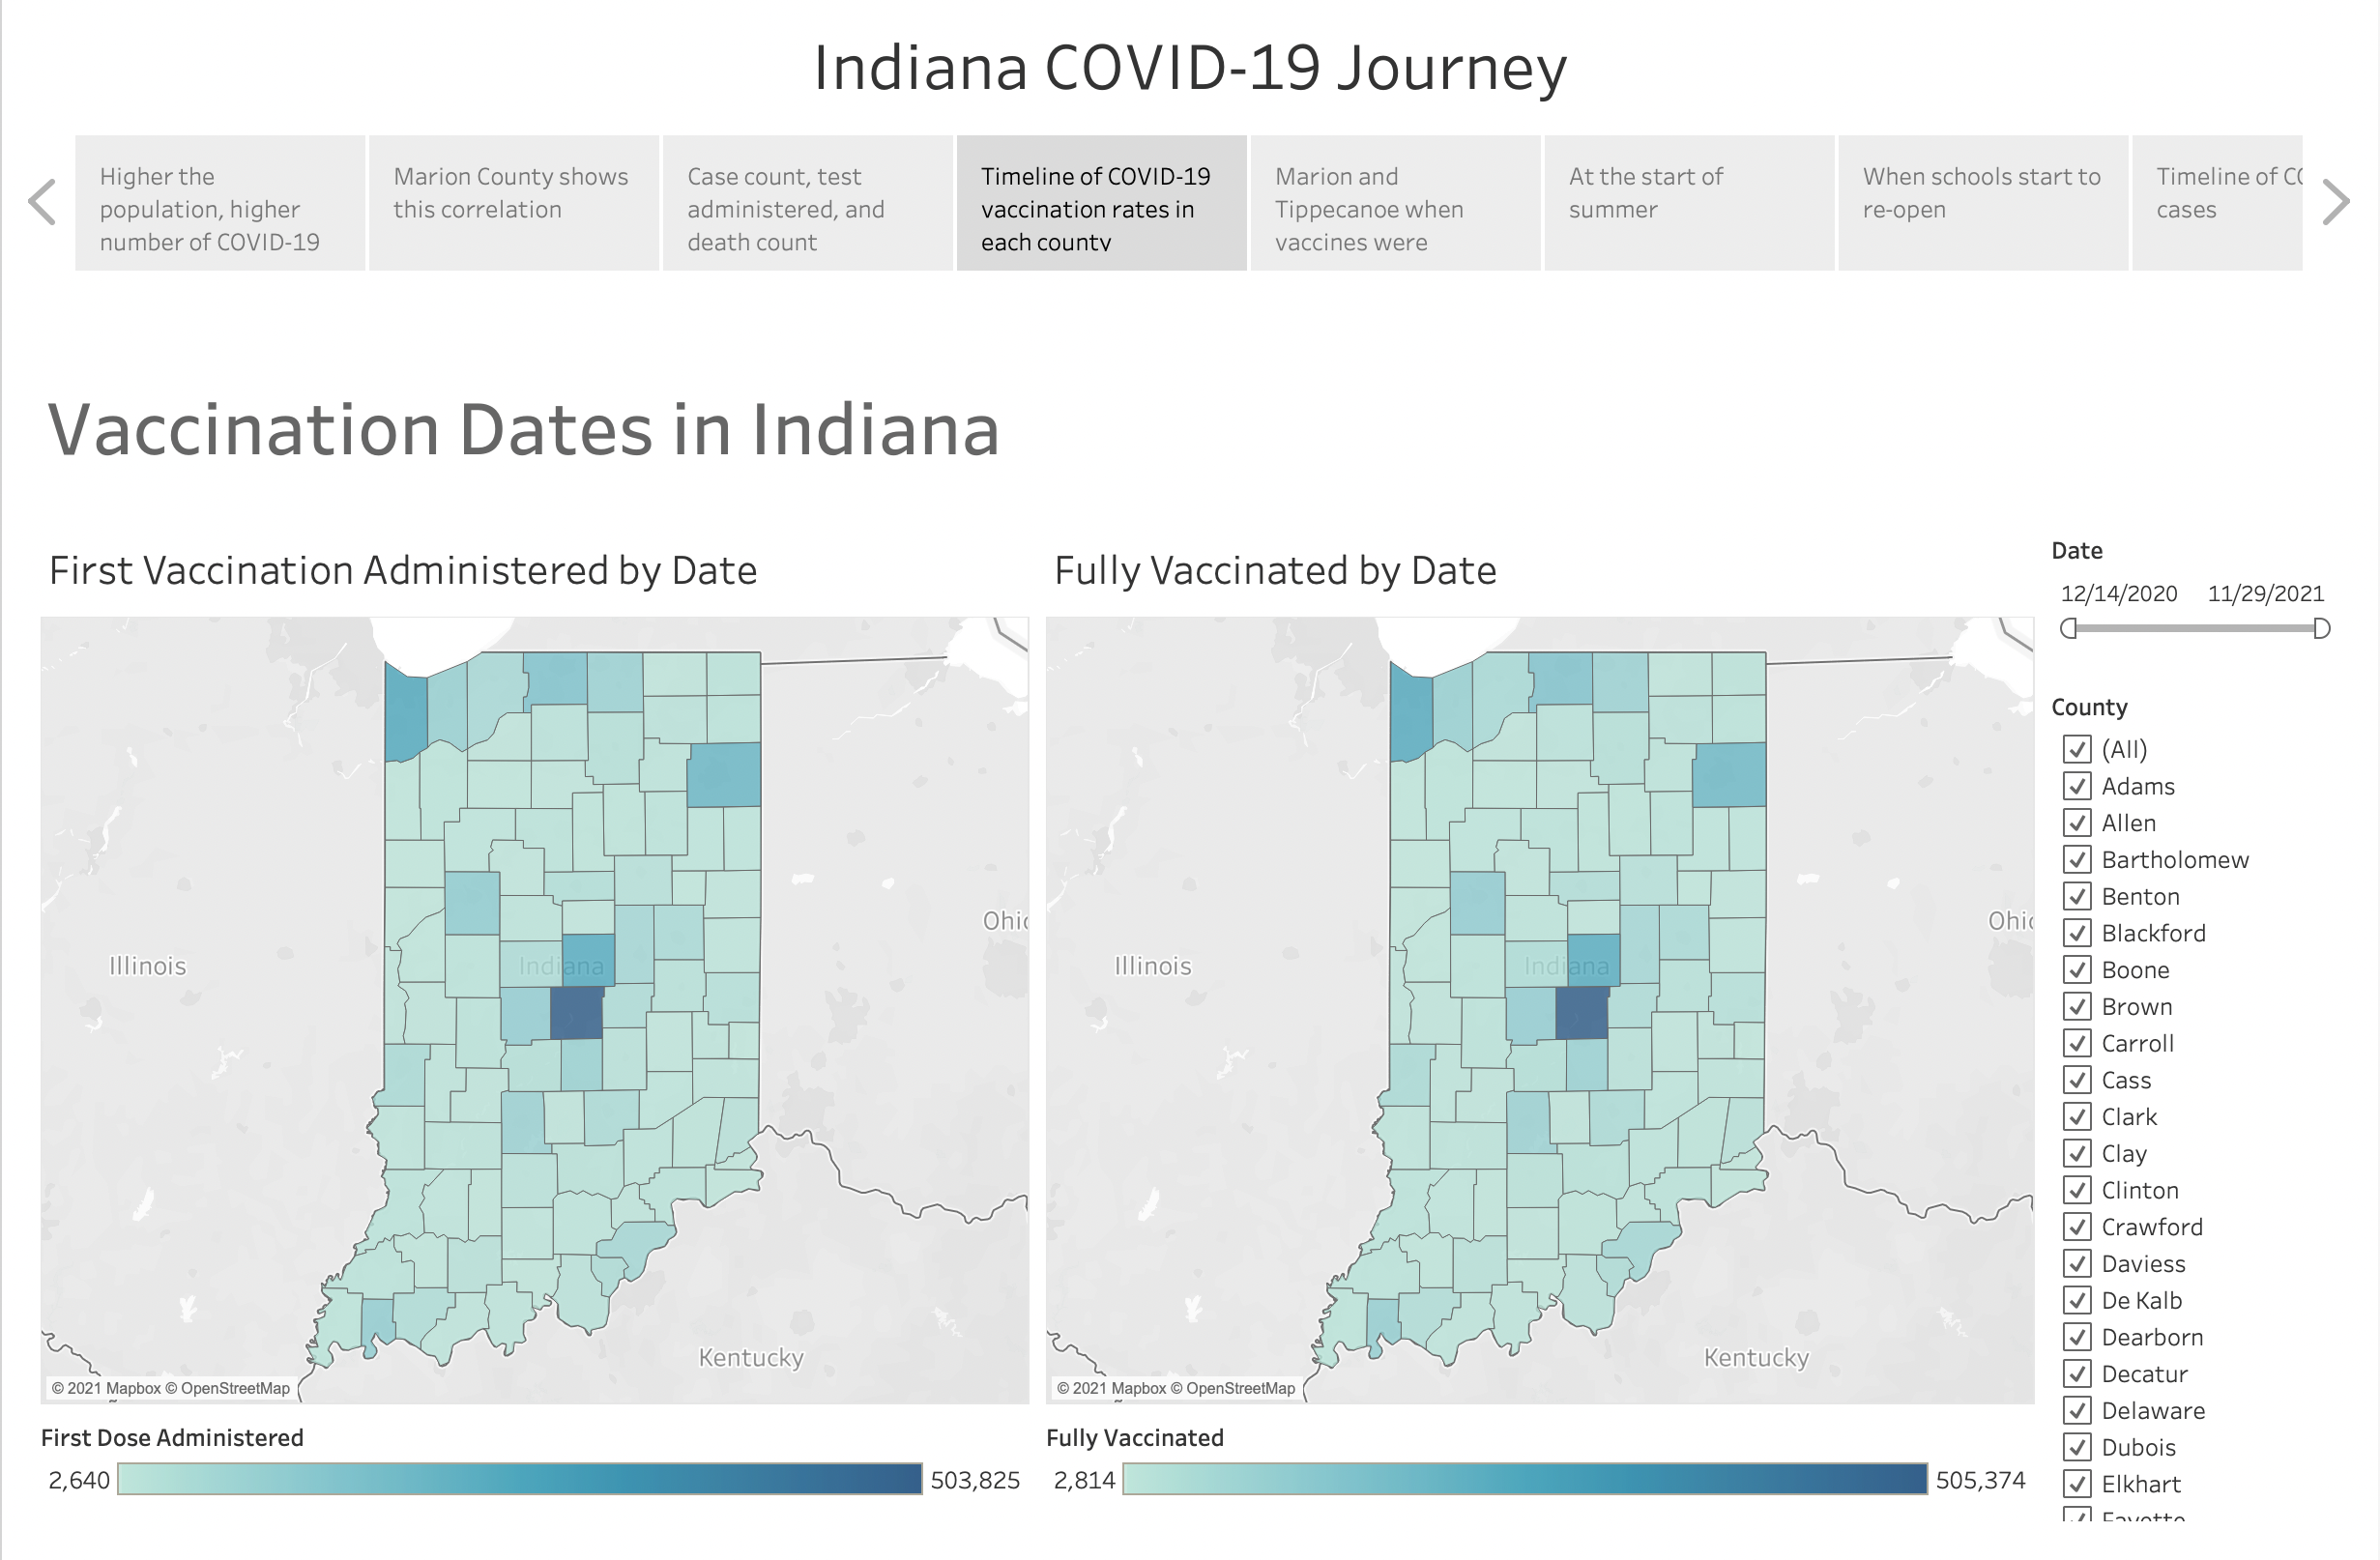 Indiana COVID-19 Journey
Higher the
population, higher
number of COVID-19
Marion County shows
this correlation
Case count, test
administered, and
death count
Timeline of COVID-19
vaccination rates in
each county
Marion and
Tippecanoe when
vaccines were
At the start of
summer
When schools start to
re-open
Timeline of CO
cases
Vaccination Dates in Indiana
First Vaccination Administered by Date
Illinois
Indiana
Ohio
Kentucky
© 2021 Mapbox © OpenStreetMap
First Dose Administered
2,640
503,825
Fully Vaccinated by Date
Illinois
Indiana
Ohio
Kentucky
© 2021 Mapbox © OpenStreetMap
Fully Vaccinated
2,814
505,374
Date
12/14/2020 11/29/2021
County
(All)
Adams
Allen
Bartholomew
Benton
Blackford
Boone
Brown
Carroll
Cass
Clark
Clay
Clinton
Crawford
Daviess
De Kalb
Dearborn
Decatur
Delaware
Dubois
Elkhart
Fayette